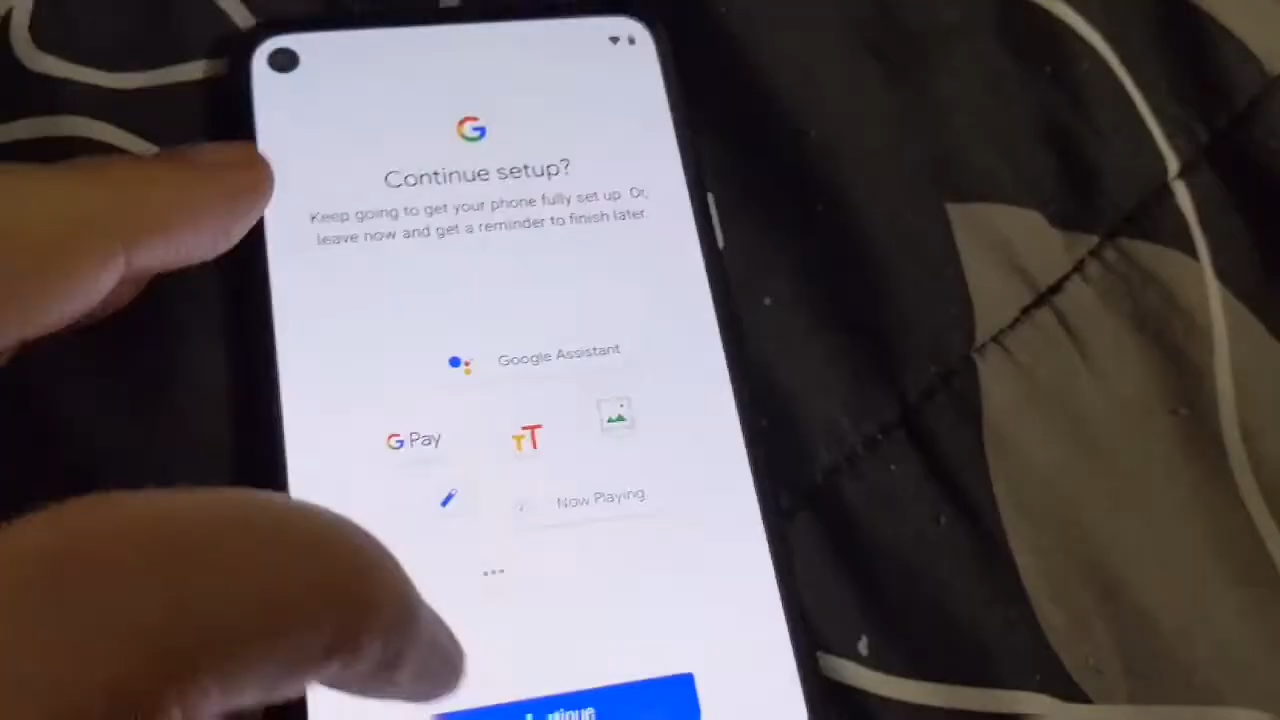 G
Continue setup?
Keep going to get your phone fully set up. Or,
leave now and get a reminder to finish later.
Google Assistant
G Pay
TT
Now Playing
...